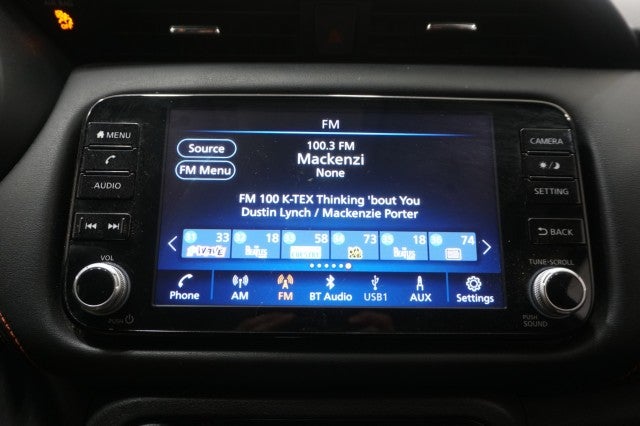 FM
MENU
CAMERA
Source
100.3 FM
Mackenzi
FM Menu
None
AUDIO
SETTING
FM 100 K-TEX Thinking 'bout You
Dustin Lynch / Mackenzie Porter
BACK
33 18 58 73 18 74
VOL
TUNE·SCROLL
Phone AM FM BT Audio USB1 AUX Settings
PUSH
PUSH
SOUND